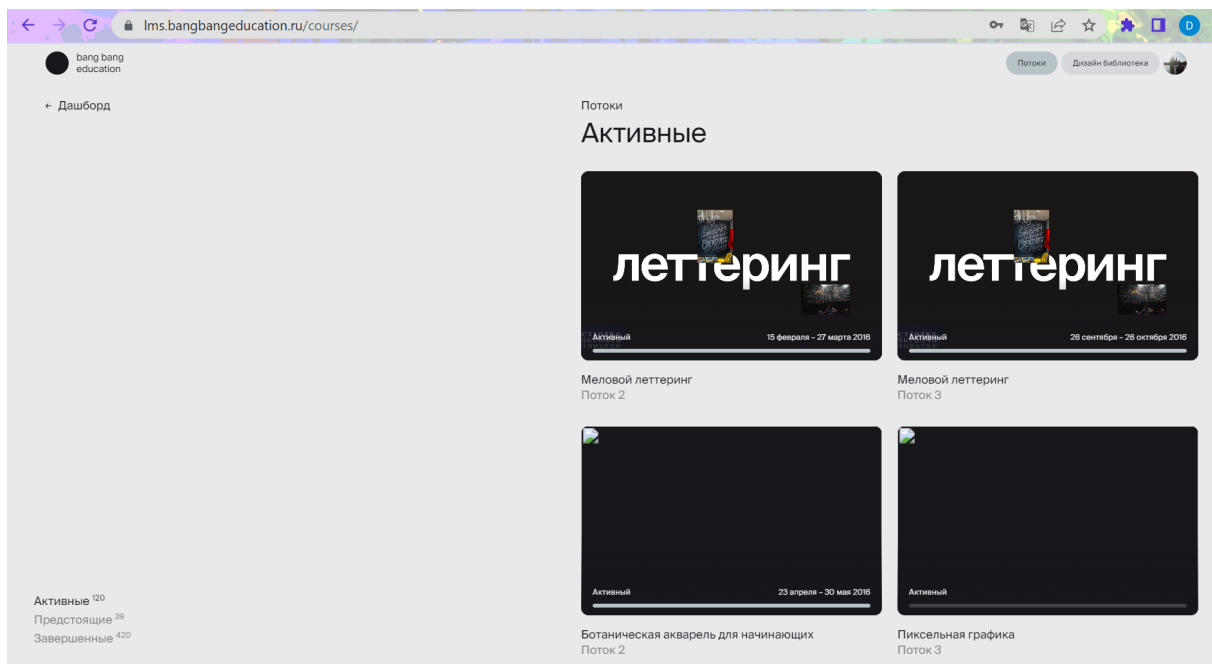 lms.bangbangeducation.ru/courses/
D
bang bang
education
Потоки
Дизайн библиотека
← Дашборд
Потоки
Активные
леттеринг
Активный
15 февраля – 27 марта 2016
Меловой леттеринг
Поток 2
леттеринг
Активный
26 сентября – 26 октября 2016
Меловой леттеринг
Поток 3
Активный
23 апреля – 30 мая 2016
Ботаническая акварель для начинающих
Поток 2
Активный
Пиксельная графика
Поток 3
Активные 120
Предстоящие 39
Завершенные 420